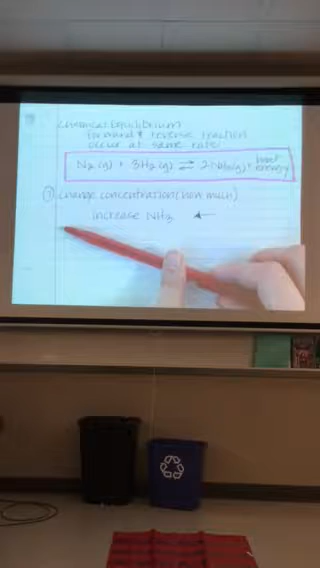 Chemical Equilibrium
forward & reverse reaction
occur at same rate
N₂(g) + 3H₂(g) ⇌ 2NH₃(g) + heat energy
① change concentration (how much)
increase NH₃ ←